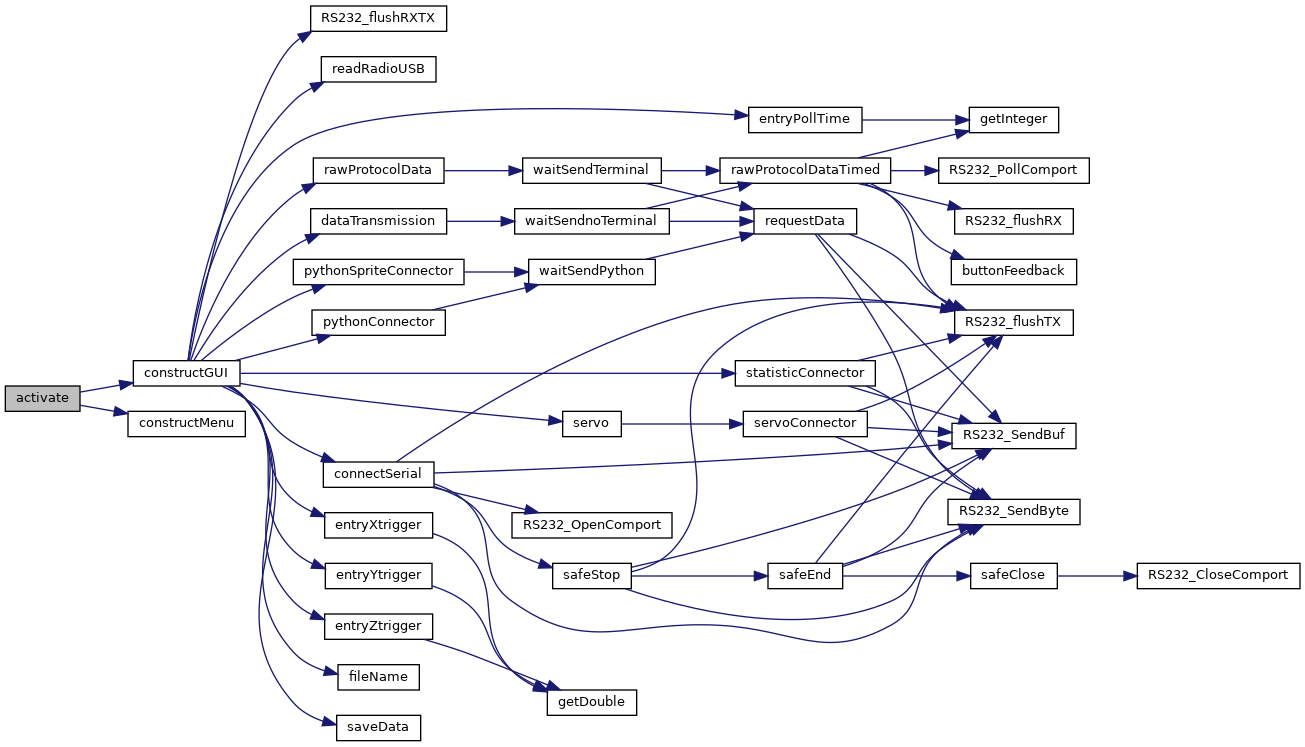 RS232_flushRXTX
readRadioUSB
entryPollTime
getInteger
rawProtocolData
waitSendTerminal
rawProtocolDataTimed
RS232_PollComport
dataTransmission
waitSendnoTerminal
requestData
RS232_flushRX
pythonSpriteConnector
waitSendPython
buttonFeedback
pythonConnector
RS232_flushTX
constructGUI
statisticConnector
activate
constructMenu
servo
servoConnector
RS232_SendBuf
connectSerial
RS232_SendByte
entryXtrigger
RS232_OpenComport
entryYtrigger
safeStop
safeEnd
safeClose
RS232_CloseComport
entryZtrigger
fileName
getDouble
saveData